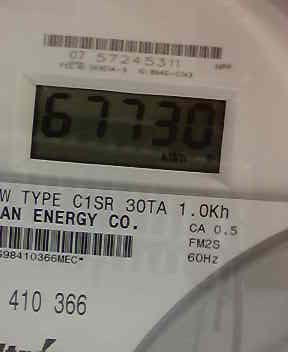 07 57245311
67730
kWh
W TYPE C1SR 30TA 1.0Kh
AN ENERGY CO.
CA 0.5
FM2S
60Hz
G98410366MEC*
410 366